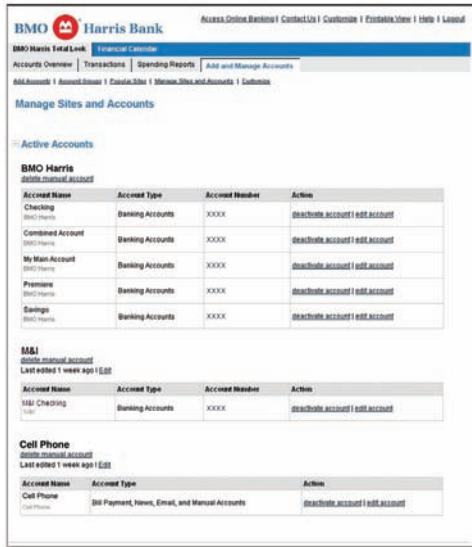 BMO Harris Bank
Access Online Banking | Contact Us | Customize | Printable View | Help | Logout
BMO Harris Total Look Financial Calendar
Accounts Overview Transactions Spending Reports Add and Manage Accounts
Add Accounts | Account Groups | Popular Sites | Manage Sites and Accounts | Customize
Manage Sites and Accounts
Active Accounts
BMO Harris
delete manual account
Account Name Account Type Account Number Action
Checking
BMO Harris
Banking Accounts XXXX deactivate account | edit account
Combined Account
BMO Harris
Banking Accounts XXXX deactivate account | edit account
My Main Account
BMO Harris
Banking Accounts XXXX deactivate account | edit account
Premiere
BMO Harris
Banking Accounts XXXX deactivate account | edit account
Savings
BMO Harris
Banking Accounts XXXX deactivate account | edit account
M&I
delete manual account
Last edited 1 week ago | Edit
Account Name Account Type Account Number Action
M&I Checking
M&I
Banking Accounts XXXX deactivate account | edit account
Cell Phone
delete manual account
Last edited 1 week ago | Edit
Account Name Account Type Action
Cell Phone
Cell Phone
Bill Payment, News, Email, and Manual Accounts deactivate account | edit account